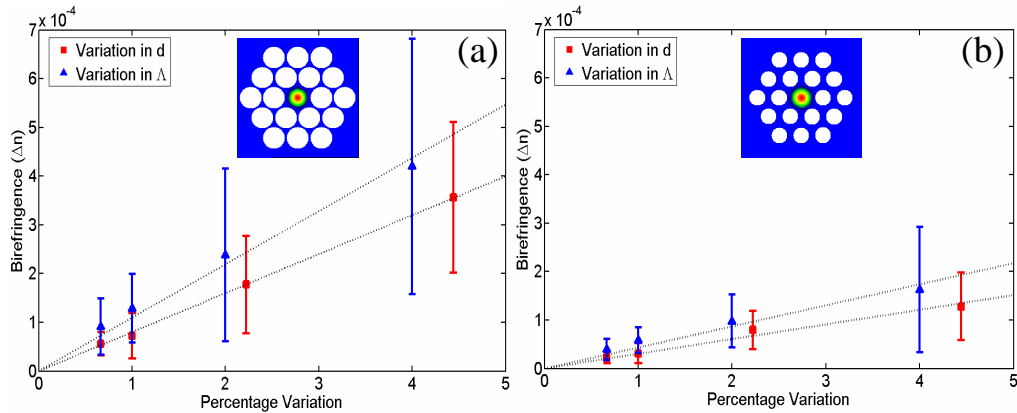 7 x 10^-4
(a)
Variation in d
Variation in Λ
6
5
4
3
2
1
0
Birefringence (Δn)
0 1 2 3 4 5
Percentage Variation
7 x 10^-4
(b)
Variation in d
Variation in Λ
6
5
4
3
2
1
0
Birefringence (Δn)
0 1 2 3 4 5
Percentage Variation